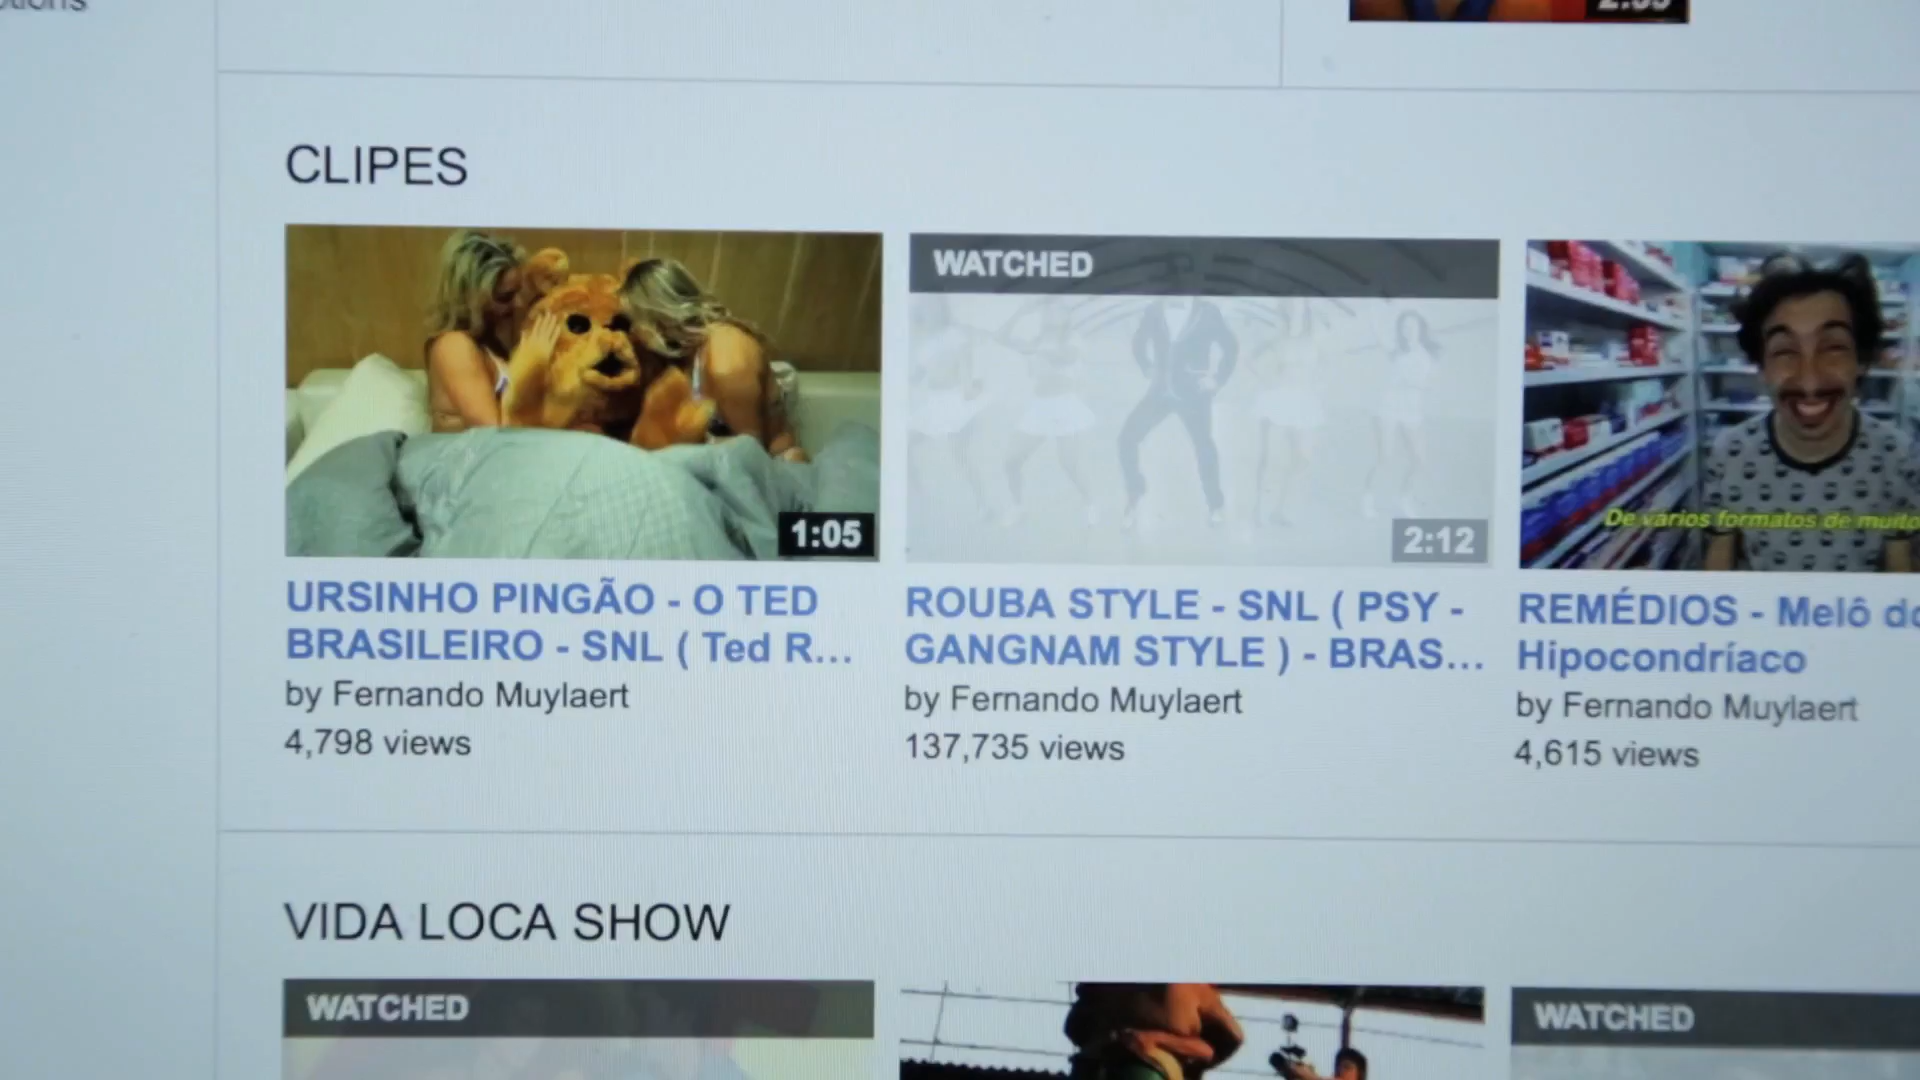 CLIPES
WATCHED
1:05
2:12
De varios formatos de muito
URSINHO PINGÃO - O TED
BRASILEIRO - SNL ( Ted R...
by Fernando Muylaert
4,798 views
ROUBA STYLE - SNL ( PSY -
GANGNAM STYLE ) - BRAS...
by Fernando Muylaert
137,735 views
REMÉDIOS - Melô do
Hipocondríaco
by Fernando Muylaert
4,615 views
VIDA LOCA SHOW
WATCHED
WATCHED